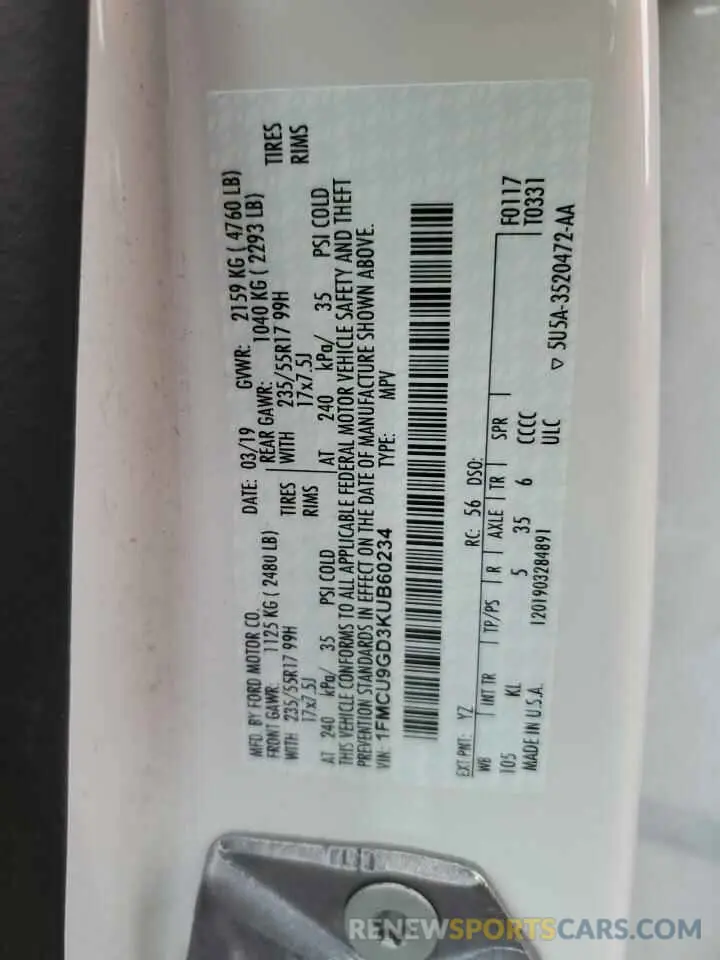 MFD. BY FORD MOTOR CO.
DATE: 03/19 GVWR: 2159 KG ( 4760 LB)
FRONT GAWR: 1125 KG ( 2480 LB) REAR GAWR: 1040 KG ( 2293 LB)
WITH 235/55R17 99H TIRES WITH 235/55R17 99H TIRES
17x7.5J RIMS 17x7.5J RIMS
AT 240 kPa/ 35 PSI COLD AT 240 kPa/ 35 PSI COLD
THIS VEHICLE CONFORMS TO ALL APPLICABLE FEDERAL MOTOR VEHICLE SAFETY AND THEFT
PREVENTION STANDARDS IN EFFECT ON THE DATE OF MANUFACTURE SHOWN ABOVE.
VIN: 1FMCU9GD3KUB60234 TYPE: MPV
EXT PNT: YZ RC: 56 DSO: F0117
WB INT TR TP/PS R AXLE TR SPR T0331
105 KL 5 35 6 CCCC
MADE IN U.S.A. 1201903284891 ULC ▽ 5U5A-3520472-AA
RENEWSPORTSCARS.COM